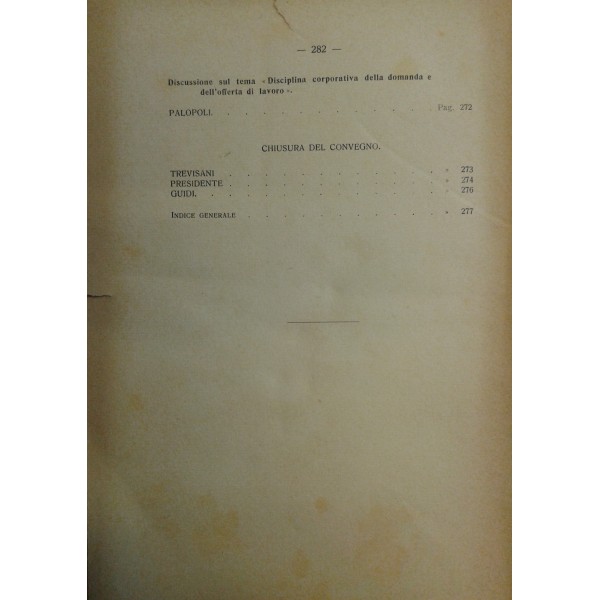 — 282 —
Discussione sul tema «Disciplina corporativa della domanda e
dell'offerta di lavoro».
PALOPOLI. . . . . . . . . . . . Pag. 272
CHIUSURA DEL CONVEGNO.
TREVISANI . . . . . . . . . . . . » 273
PRESIDENTE . . . . . . . . . . . . » 274
GUIDI. . . . . . . . . . . . . » 276
INDICE GENERALE . . . . . . . . . . . » 277